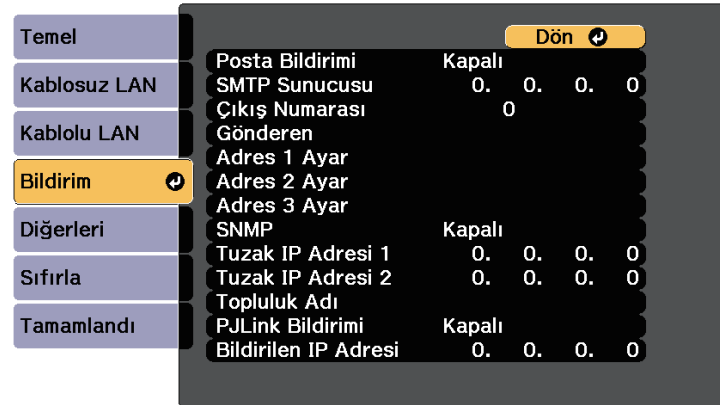 Temel
Kablosuz LAN
Kablolu LAN
Bildirim
Diğerleri
Sıfırla
Tamamlandı
Dön
Posta Bildirimi Kapalı
SMTP Sunucusu 0. 0. 0. 0
Çıkış Numarası 0
Gönderen
Adres 1 Ayar
Adres 2 Ayar
Adres 3 Ayar
SNMP Kapalı
Tuzak IP Adresi 1 0. 0. 0. 0
Tuzak IP Adresi 2 0. 0. 0. 0
Topluluk Adı
PJLink Bildirimi Kapalı
Bildirilen IP Adresi 0. 0. 0. 0